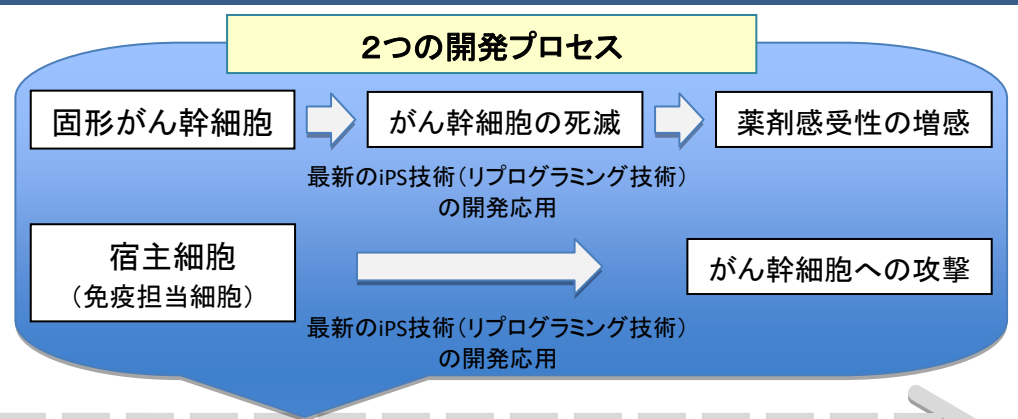 2つの開発プロセス
固形がん幹細胞
がん幹細胞の死滅
薬剤感受性の増感
最新のiPS技術(リプログラミング技術)
の開発応用
宿主細胞
(免疫担当細胞)
がん幹細胞への攻撃
最新のiPS技術(リプログラミング技術)
の開発応用